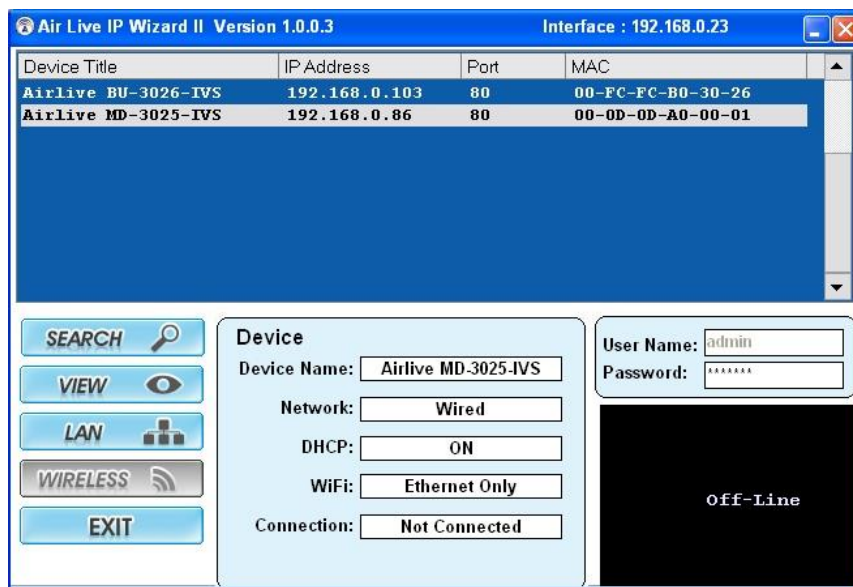 Air Live IP Wizard II Version 1.0.0.3 Interface : 192.168.0.23
Device Title IP Address Port MAC
Airlive BU-3026-IVS 192.168.0.103 80 00-FC-FC-B0-30-26
Airlive MD-3025-IVS 192.168.0.86 80 00-0D-0D-A0-00-01
SEARCH
VIEW
LAN
WIRELESS
EXIT
Device
Device Name: Airlive MD-3025-IVS
Network: Wired
DHCP: ON
WiFi: Ethernet Only
Connection: Not Connected
User Name: admin
Password: *******
Off-Line